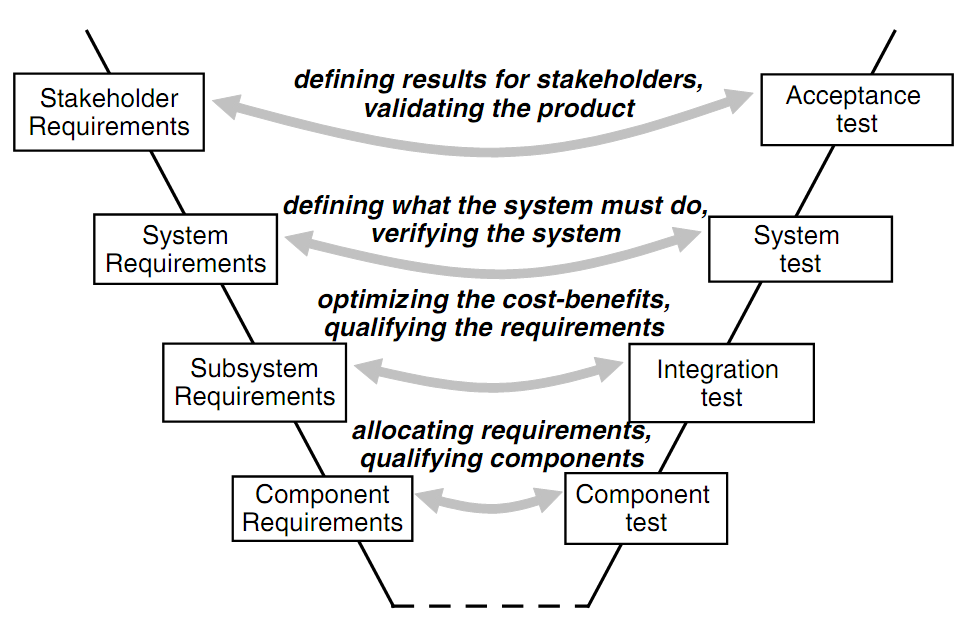 defining results for stakeholders,
validating the product
Stakeholder
Requirements
Acceptance
test
defining what the system must do,
verifying the system
System
Requirements
System
test
optimizing the cost-benefits,
qualifying the requirements
Subsystem
Requirements
Integration
test
allocating requirements,
qualifying components
Component
Requirements
Component
test